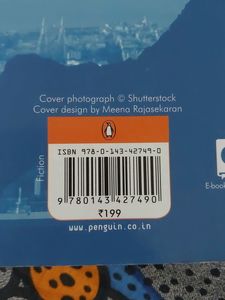 Cover photograph © Shutterstock
Cover design by Meena Rajasekaran
Fiction
ISBN 978-0-143-42749-0
9 780143 427490
₹199
www.penguin.co.in
E-book